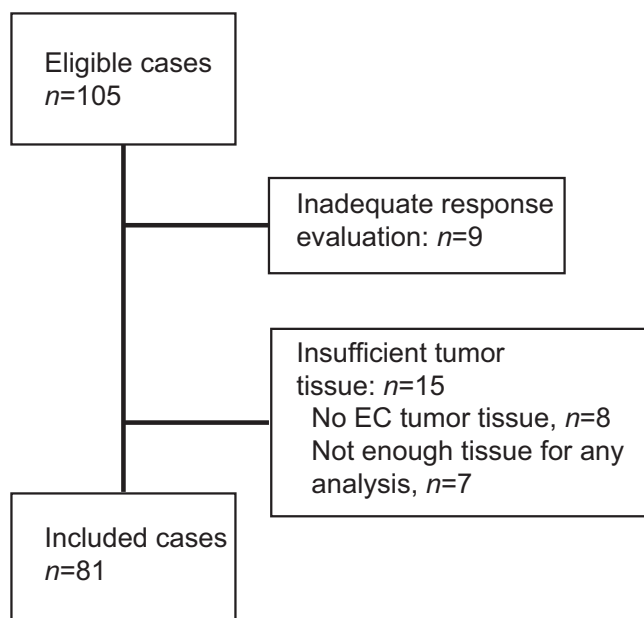 Eligible cases
n=105
Inadequate response
evaluation: n=9
Insufficient tumor
tissue: n=15
No EC tumor tissue, n=8
Not enough tissue for any
analysis, n=7
Included cases
n=81